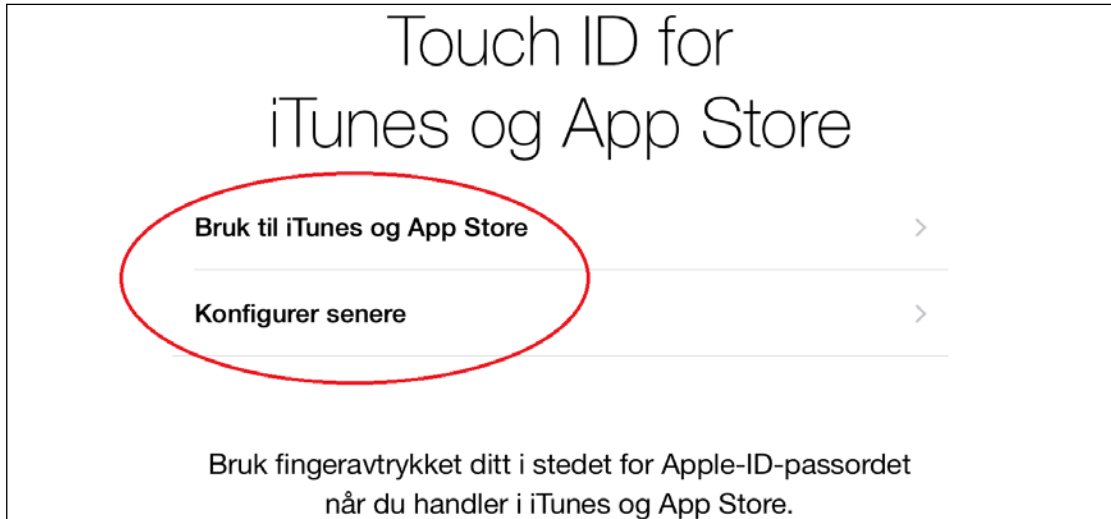 Touch ID for
iTunes og App Store
Bruk til iTunes og App Store
Konfigurer senere
Bruk fingeravtrykket ditt i stedet for Apple-ID-passordet
når du handler i iTunes og App Store.